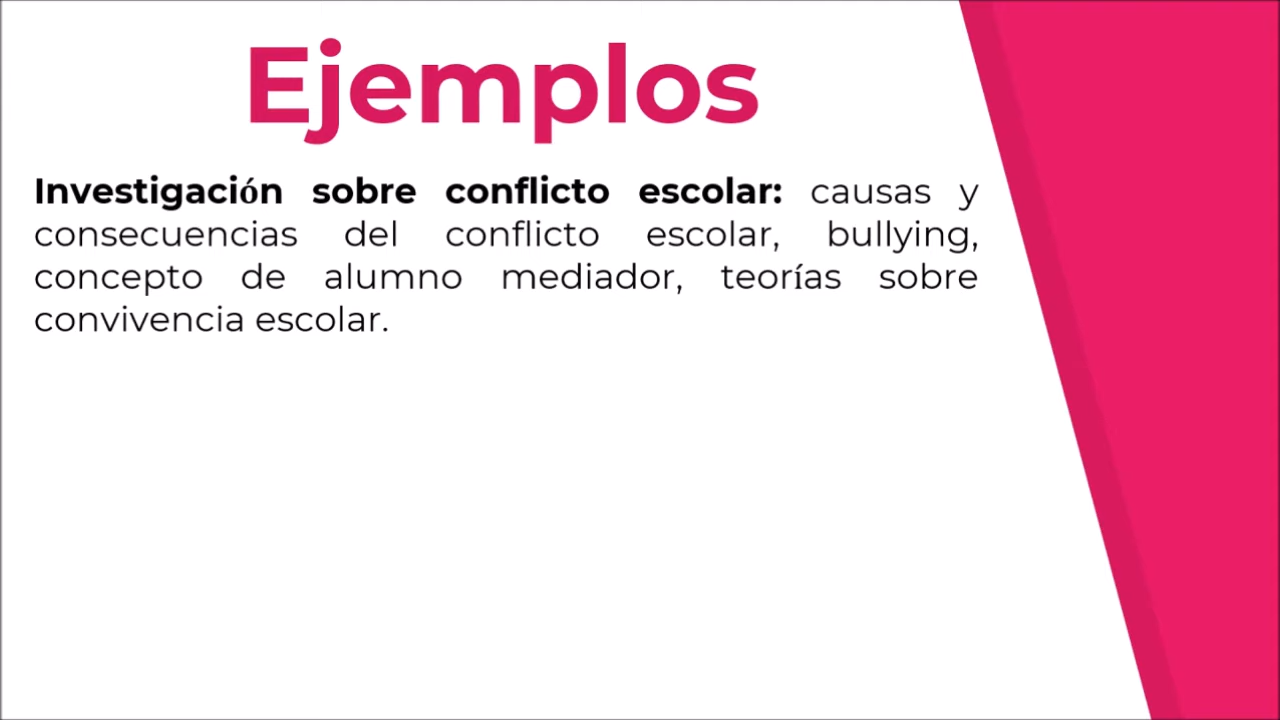 Ejemplos
Investigación sobre conflicto escolar: causas y
consecuencias del conflicto escolar, bullying,
concepto de alumno mediador, teorías sobre
convivencia escolar.